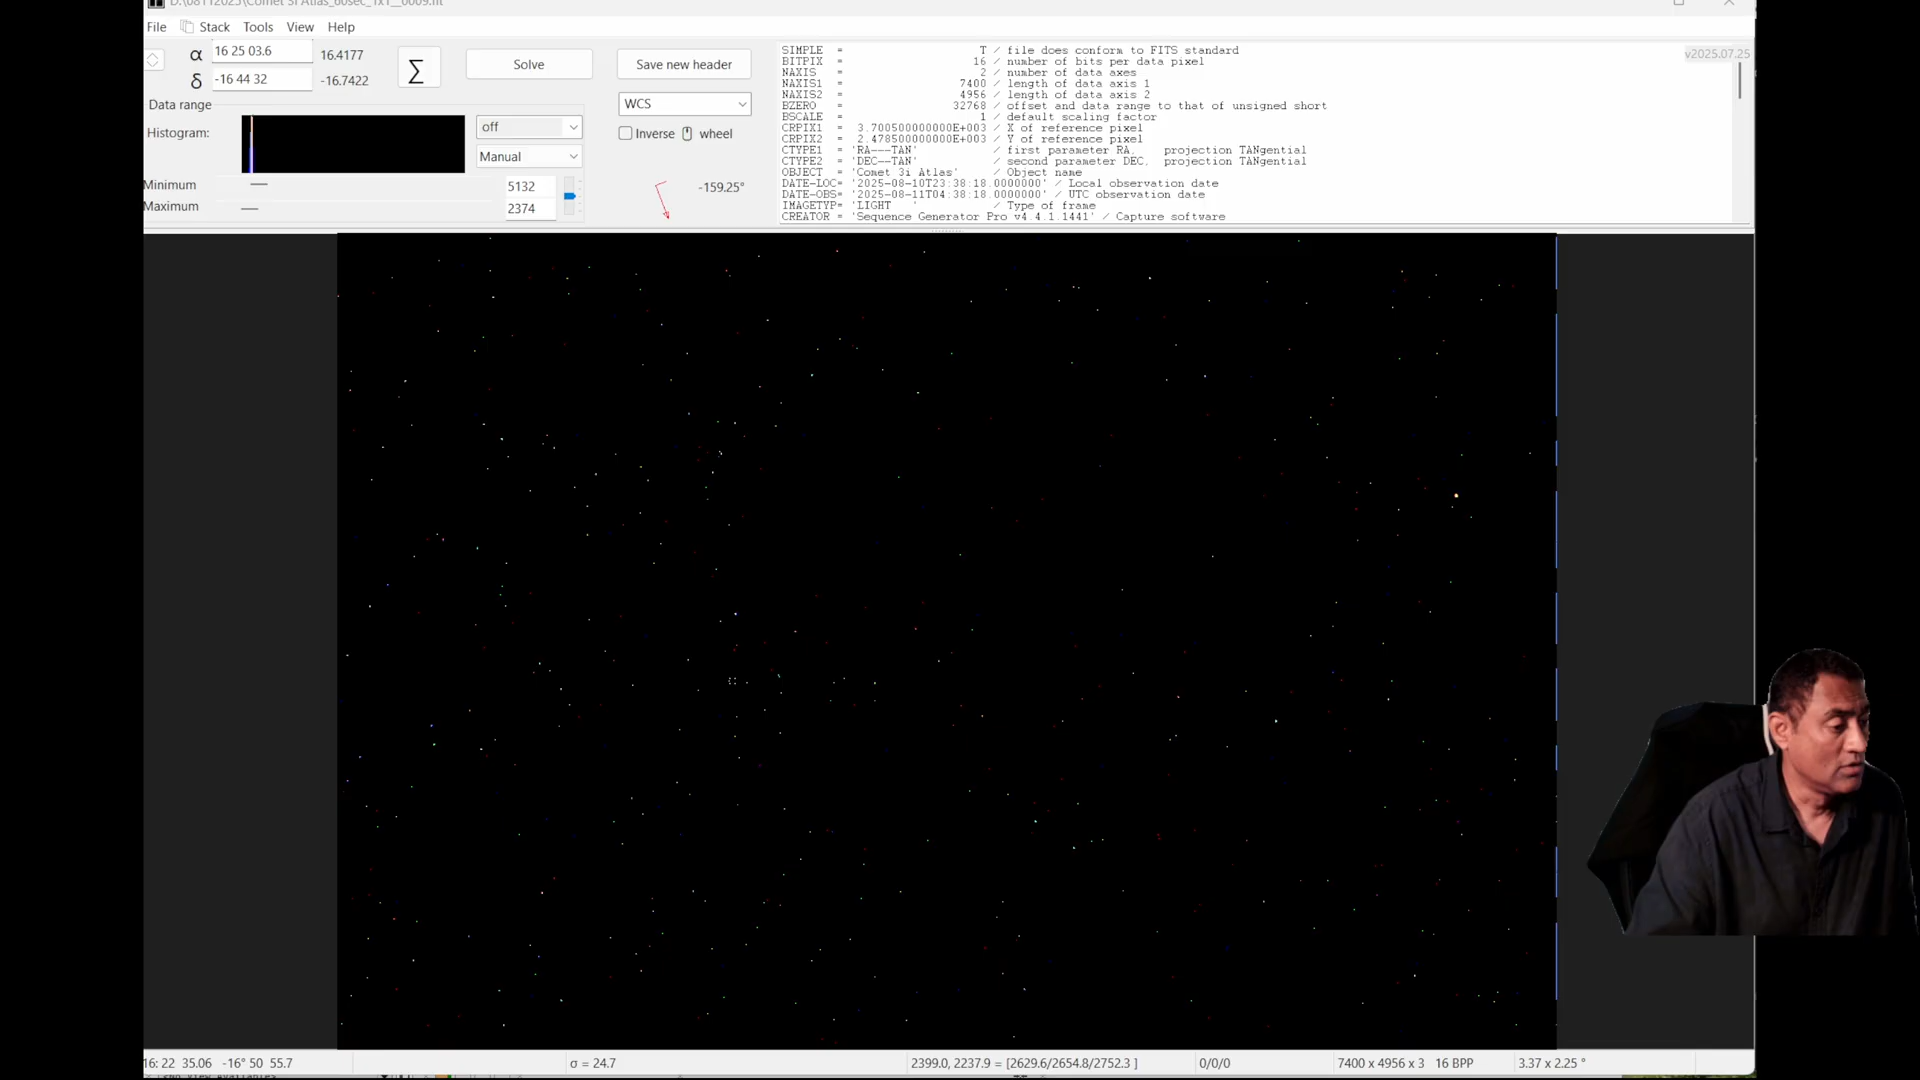 D:\08112025\Comet 3i Atlas_60sec_1x1__0009.fit
File Stack Tools View Help
α 16 25 03.6 16.4177
δ -16 44 32 -16.7422
∑
Solve
Save new header
Data range
Histogram:
off
Manual
WCS
Inverse wheel
Minimum 5132
Maximum 2374
-159.25°
v2025.07.25
SIMPLE = T / file does conform to FITS standard
BITPIX = 16 / number of bits per data pixel
NAXIS = 2 / number of data axes
NAXIS1 = 7400 / length of data axis 1
NAXIS2 = 4956 / length of data axis 2
BZERO = 32768 / offset and data range to that of unsigned short
BSCALE = 1 / default scaling factor
CRPIX1 = 3.700500000000E+003 / X of reference pixel
CRPIX2 = 2.478500000000E+003 / Y of reference pixel
CTYPE1 = 'RA---TAN' / first parameter RA, projection TANgential
CTYPE2 = 'DEC--TAN' / second parameter DEC, projection TANgential
OBJECT = 'Comet 3i Atlas' / Object name
DATE-LOC= '2025-08-10T23:38:18.0000000' / Local observation date
DATE-OBS= '2025-08-11T04:38:18.0000000' / UTC observation date
IMAGETYP= 'LIGHT ' / Type of frame
CREATOR = 'Sequence Generator Pro v4.4.1.1441' / Capture software
16: 22 35.06 -16° 50 55.7
σ = 24.7
2399.0, 2237.9 = [2629.6/2654.8/2752.3 ]
0/0/0
7400 x 4956 x 3 16 BPP
3.37 x 2.25 °